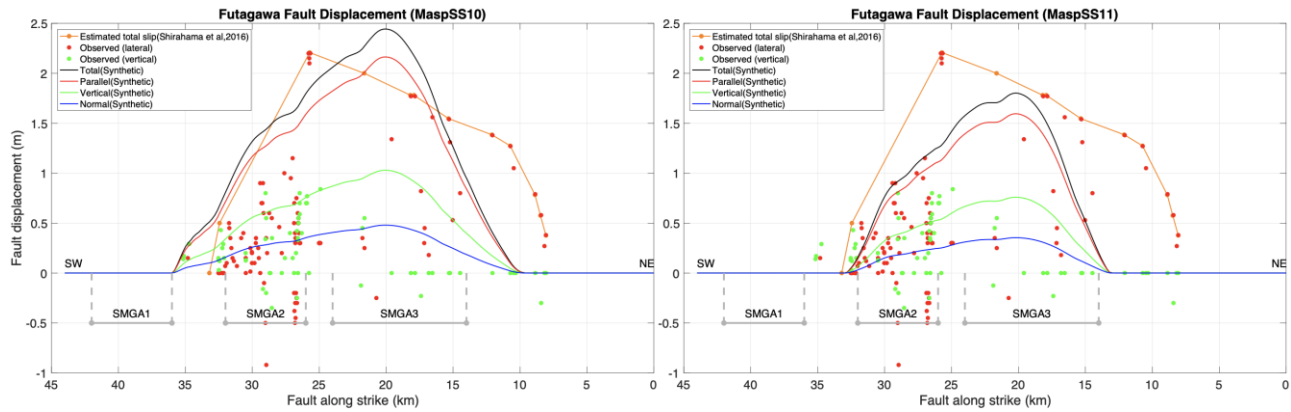 Futagawa Fault Displacement (MaspSS10)
Estimated total slip(Shirahama et al,2016)
Observed (lateral)
Observed (vertical)
Total(Synthetic)
Parallel(Synthetic)
Vertical(Synthetic)
Normal(Synthetic)
2.5
2
1.5
1
0.5
0
-0.5
-1
Fault displacement (m)
SW
NE
SMGA1
SMGA2
SMGA3
45 40 35 30 25 20 15 10 5 0
Fault along strike (km)
Futagawa Fault Displacement (MaspSS11)
Estimated total slip(Shirahama et al,2016)
Observed (lateral)
Observed (vertical)
Total(Synthetic)
Parallel(Synthetic)
Vertical(Synthetic)
Normal(Synthetic)
2.5
2
1.5
1
0.5
0
-0.5
-1
Fault displacement (m)
SW
NE
SMGA1
SMGA2
SMGA3
45 40 35 30 25 20 15 10 5 0
Fault along strike (km)